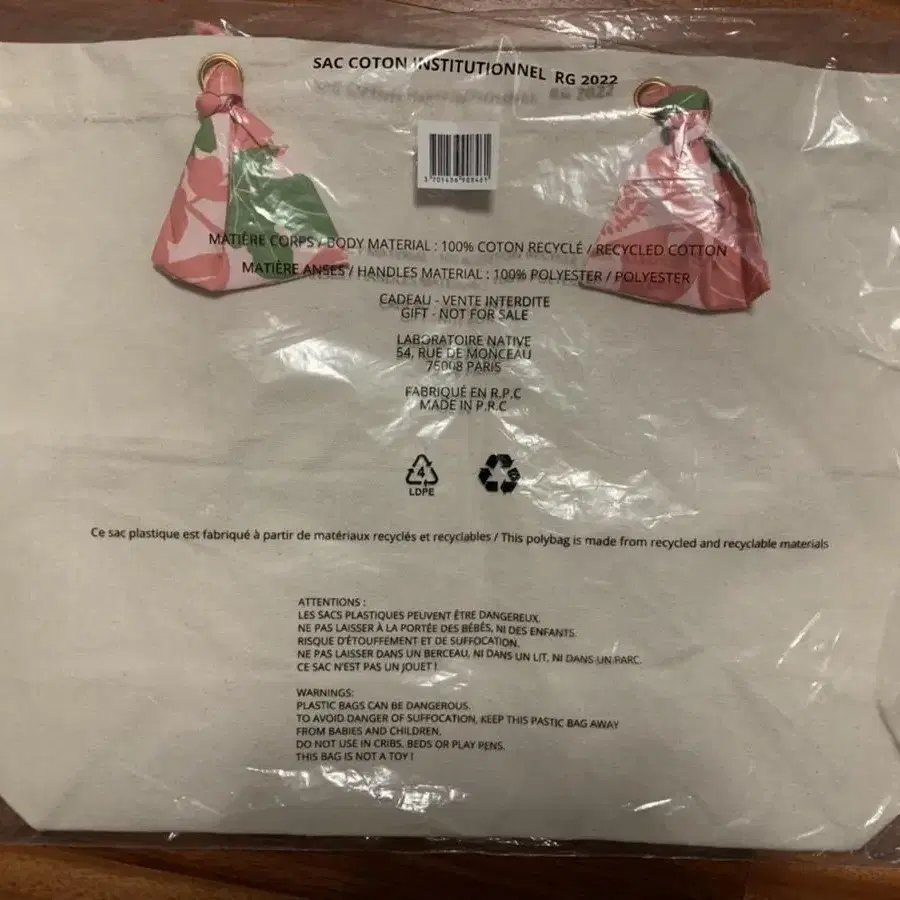 SAC COTON INSTITUTIONNEL RG 2022
MATIÈRE CORPS / BODY MATERIAL : 100% COTON RECYCLÉ / RECYCLED COTTON
MATIÈRE ANSES / HANDLES MATERIAL : 100% POLYESTER / POLYESTER
CADEAU - VENTE INTERDITE
GIFT - NOT FOR SALE
LABORATOIRE NATIVE
54, RUE DE MONCEAU
75008 PARIS
FABRIQUÉ EN R.P.C
MADE IN P.R.C
4
LDPE
Ce sac plastique est fabriqué à partir de matériaux recyclés et recyclables / This polybag is made from recycled and recyclable materials
ATTENTIONS :
LES SACS PLASTIQUES PEUVENT ÊTRE DANGEREUX.
NE PAS LAISSER À LA PORTÉE DES BÉBÉS, NI DES ENFANTS.
RISQUE D'ÉTOUFFEMENT ET DE SUFFOCATION.
NE PAS LAISSER DANS UN BERCEAU, NI DANS UN LIT, NI DANS UN PARC.
CE SAC N'EST PAS UN JOUET !
WARNINGS:
PLASTIC BAGS CAN BE DANGEROUS.
TO AVOID DANGER OF SUFFOCATION, KEEP THIS PASTIC BAG AWAY
FROM BABIES AND CHILDREN.
DO NOT USE IN CRIBS, BEDS OR PLAY PENS.
THIS BAG IS NOT A TOY !